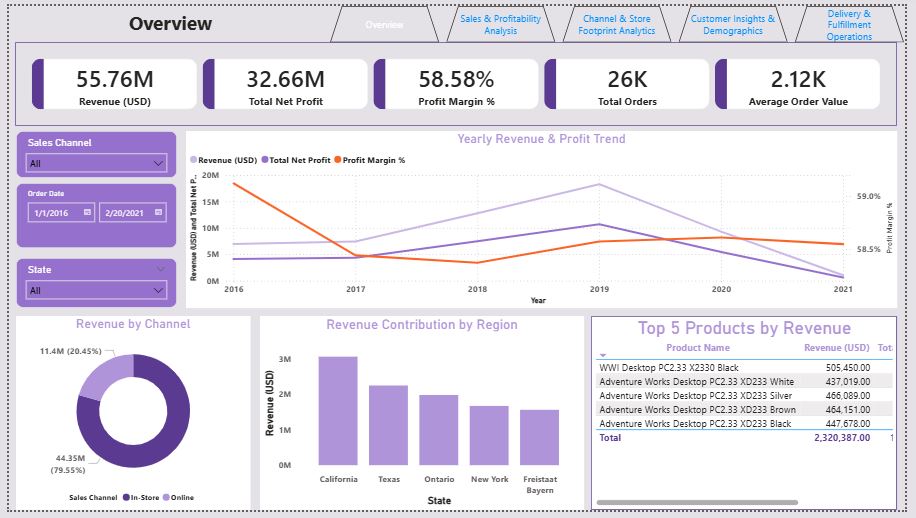 Overview
Overview
Sales & Profitability
Analysis
Channel & Store
Footprint Analytics
Customer Insights &
Demographics
Delivery &
Fulfillment
Operations
55.76M
Revenue (USD)
32.66M
Total Net Profit
58.58%
Profit Margin %
26K
Total Orders
2.12K
Average Order Value
Sales Channel
All
Order Date
1/1/2016
2/20/2021
State
All
Yearly Revenue & Profit Trend
Revenue (USD) Total Net Profit Profit Margin %
Revenue (USD) and Total Net P...
20M
15M
10M
5M
0M
59.0%
58.5%
Profit Margin %
2016 2017 2018 2019 2020 2021
Year
Revenue by Channel
11.4M (20.45%)
44.35M
(79.55%)
Sales Channel In-Store Online
Revenue Contribution by Region
Revenue (USD)
3M
2M
1M
0M
California Texas Ontario New York Freistaat
Bayern
State
Top 5 Products by Revenue
Product Name Revenue (USD) Tot
WWI Desktop PC2.33 X2330 Black 505,450.00
Adventure Works Desktop PC2.33 XD233 White 437,019.00
Adventure Works Desktop PC2.33 XD233 Silver 466,089.00
Adventure Works Desktop PC2.33 XD233 Brown 464,151.00
Adventure Works Desktop PC2.33 XD233 Black 447,678.00
Total 2,320,387.00 1